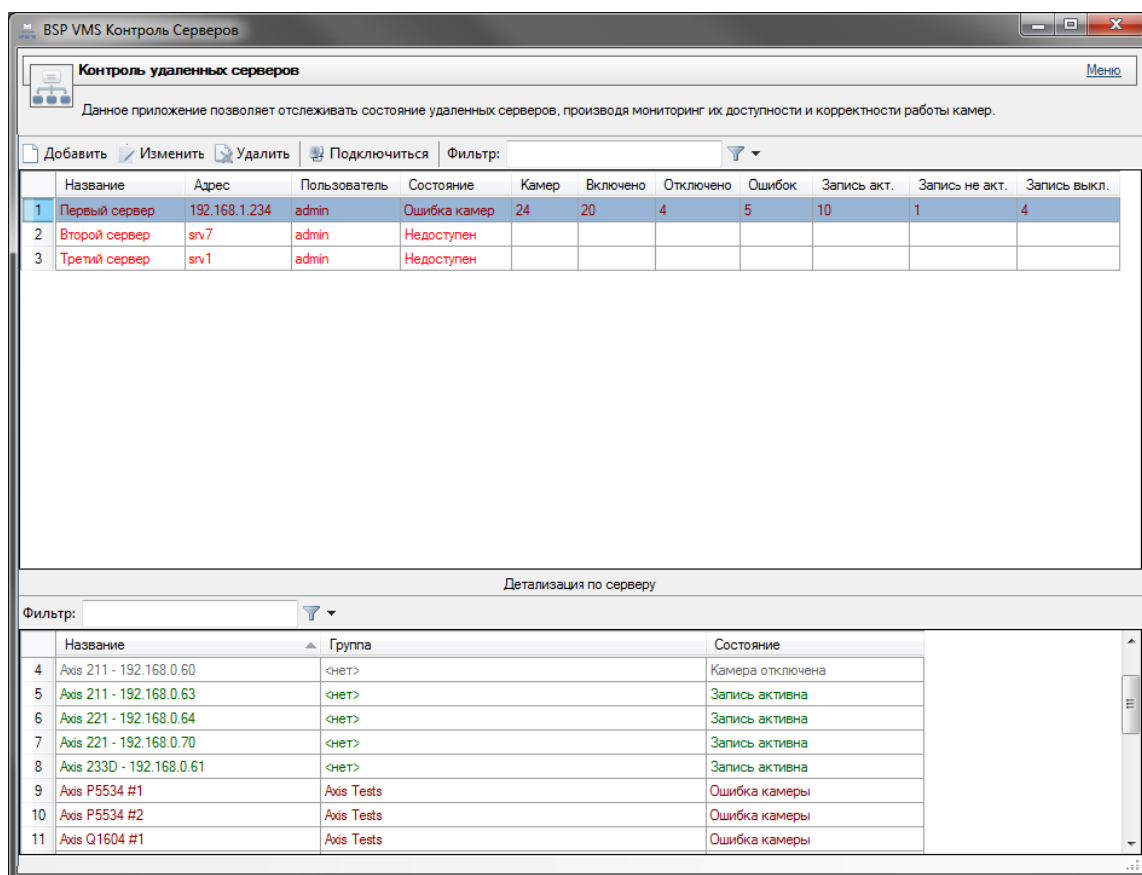 BSP VMS Контроль Серверов
Контроль удаленных серверов Меню
Данное приложение позволяет отслеживать состояние удаленных серверов, производя мониторинг их доступности и корректности работы камер.
Добавить Изменить Удалить Подключиться Фильтр:
Название Адрес Пользователь Состояние Камер Включено Отключено Ошибок Запись акт. Запись не акт. Запись выкл.
1 Первый сервер 192.168.1.234 admin Ошибка камер 24 20 4 5 10 1 4
2 Второй сервер srv7 admin Недоступен
3 Третий сервер srv1 admin Недоступен
Детализация по серверу
Фильтр:
Название Группа Состояние
4 Axis 211 - 192.168.0.60 <нет> Камера отключена
5 Axis 211 - 192.168.0.63 <нет> Запись активна
6 Axis 221 - 192.168.0.64 <нет> Запись активна
7 Axis 221 - 192.168.0.70 <нет> Запись активна
8 Axis 233D - 192.168.0.61 <нет> Запись активна
9 Axis P5534 #1 Axis Tests Ошибка камеры
10 Axis P5534 #2 Axis Tests Ошибка камеры
11 Axis Q1604 #1 Axis Tests Ошибка камеры